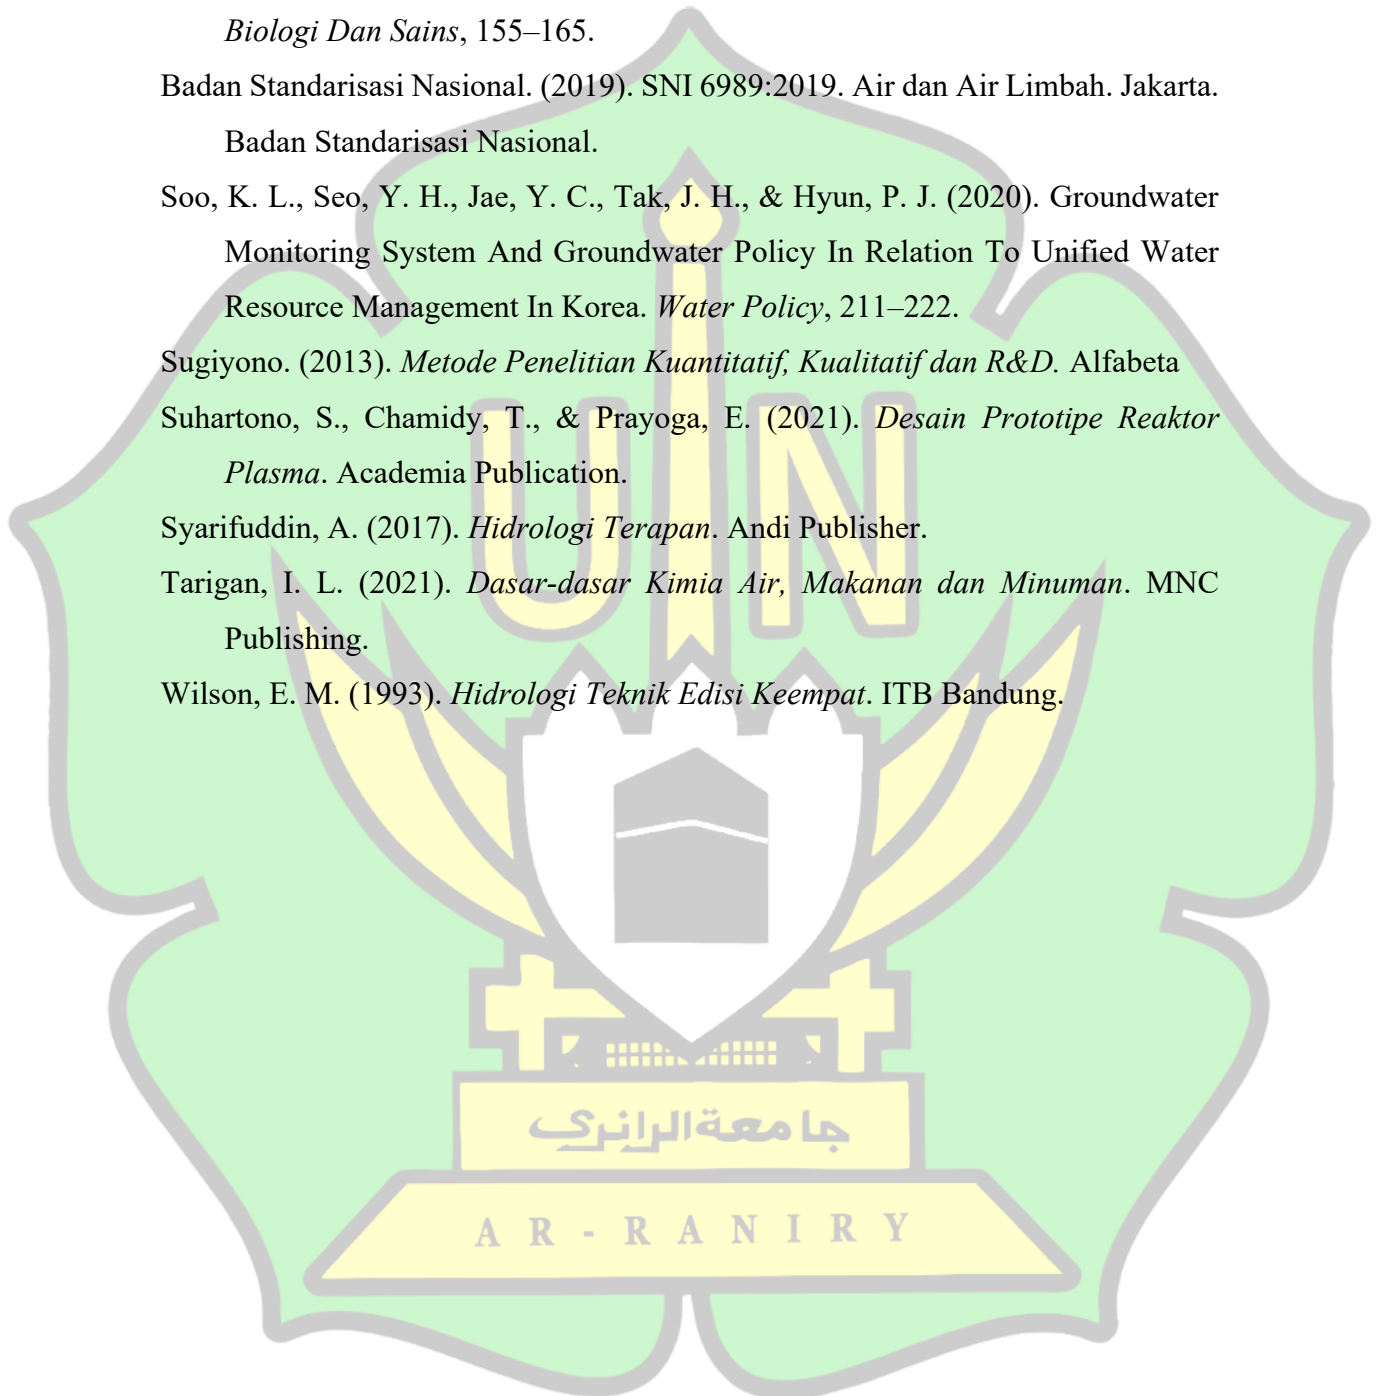 Biologi Dan Sains, 155–165.
Badan Standarisasi Nasional. (2019). SNI 6989:2019. Air dan Air Limbah. Jakarta.
Badan Standarisasi Nasional.
Soo, K. L., Seo, Y. H., Jae, Y. C., Tak, J. H., & Hyun, P. J. (2020). Groundwater
Monitoring System And Groundwater Policy In Relation To Unified Water
Resource Management In Korea. Water Policy, 211–222.
Sugiyono. (2013). Metode Penelitian Kuantitatif, Kualitatif dan R&D. Alfabeta
Suhartono, S., Chamidy, T., & Prayoga, E. (2021). Desain Prototipe Reaktor
Plasma. Academia Publication.
Syarifuddin, A. (2017). Hidrologi Terapan. Andi Publisher.
Tarigan, I. L. (2021). Dasar-dasar Kimia Air, Makanan dan Minuman. MNC
Publishing.
Wilson, E. M. (1993). Hidrologi Teknik Edisi Keempat. ITB Bandung.
UIN
جامعة الرانري
AR-RANIRY